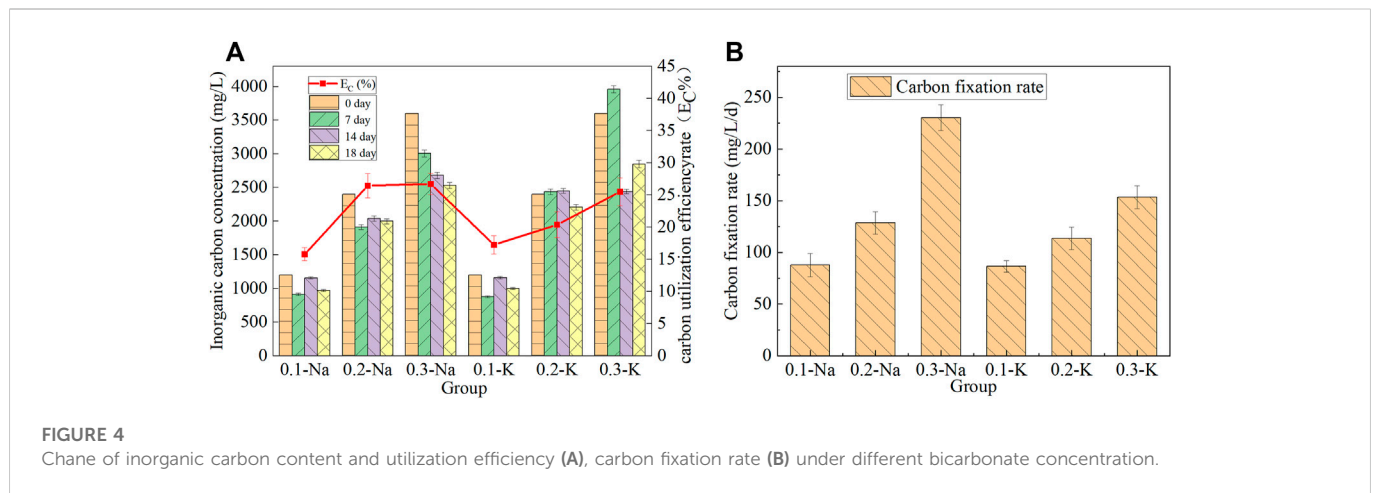 A
Inorganic carbon concentration (mg/L)
4000
3500
3000
2500
2000
1500
1000
500
0
E_C (%)
0 day
7 day
14 day
18 day
45
40
35
30
25
20
15
10
5
0
carbon utilization efficiencyrate (EC%)
0.1-Na 0.2-Na 0.3-Na 0.1-K 0.2-K 0.3-K
Group
B
Carbon fixation rate (mg/L/d)
250
200
150
100
50
0
Carbon fixation rate
0.1-Na 0.2-Na 0.3-Na 0.1-K 0.2-K 0.3-K
Group
FIGURE 4
Chane of inorganic carbon content and utilization efficiency (A), carbon fixation rate (B) under different bicarbonate concentration.